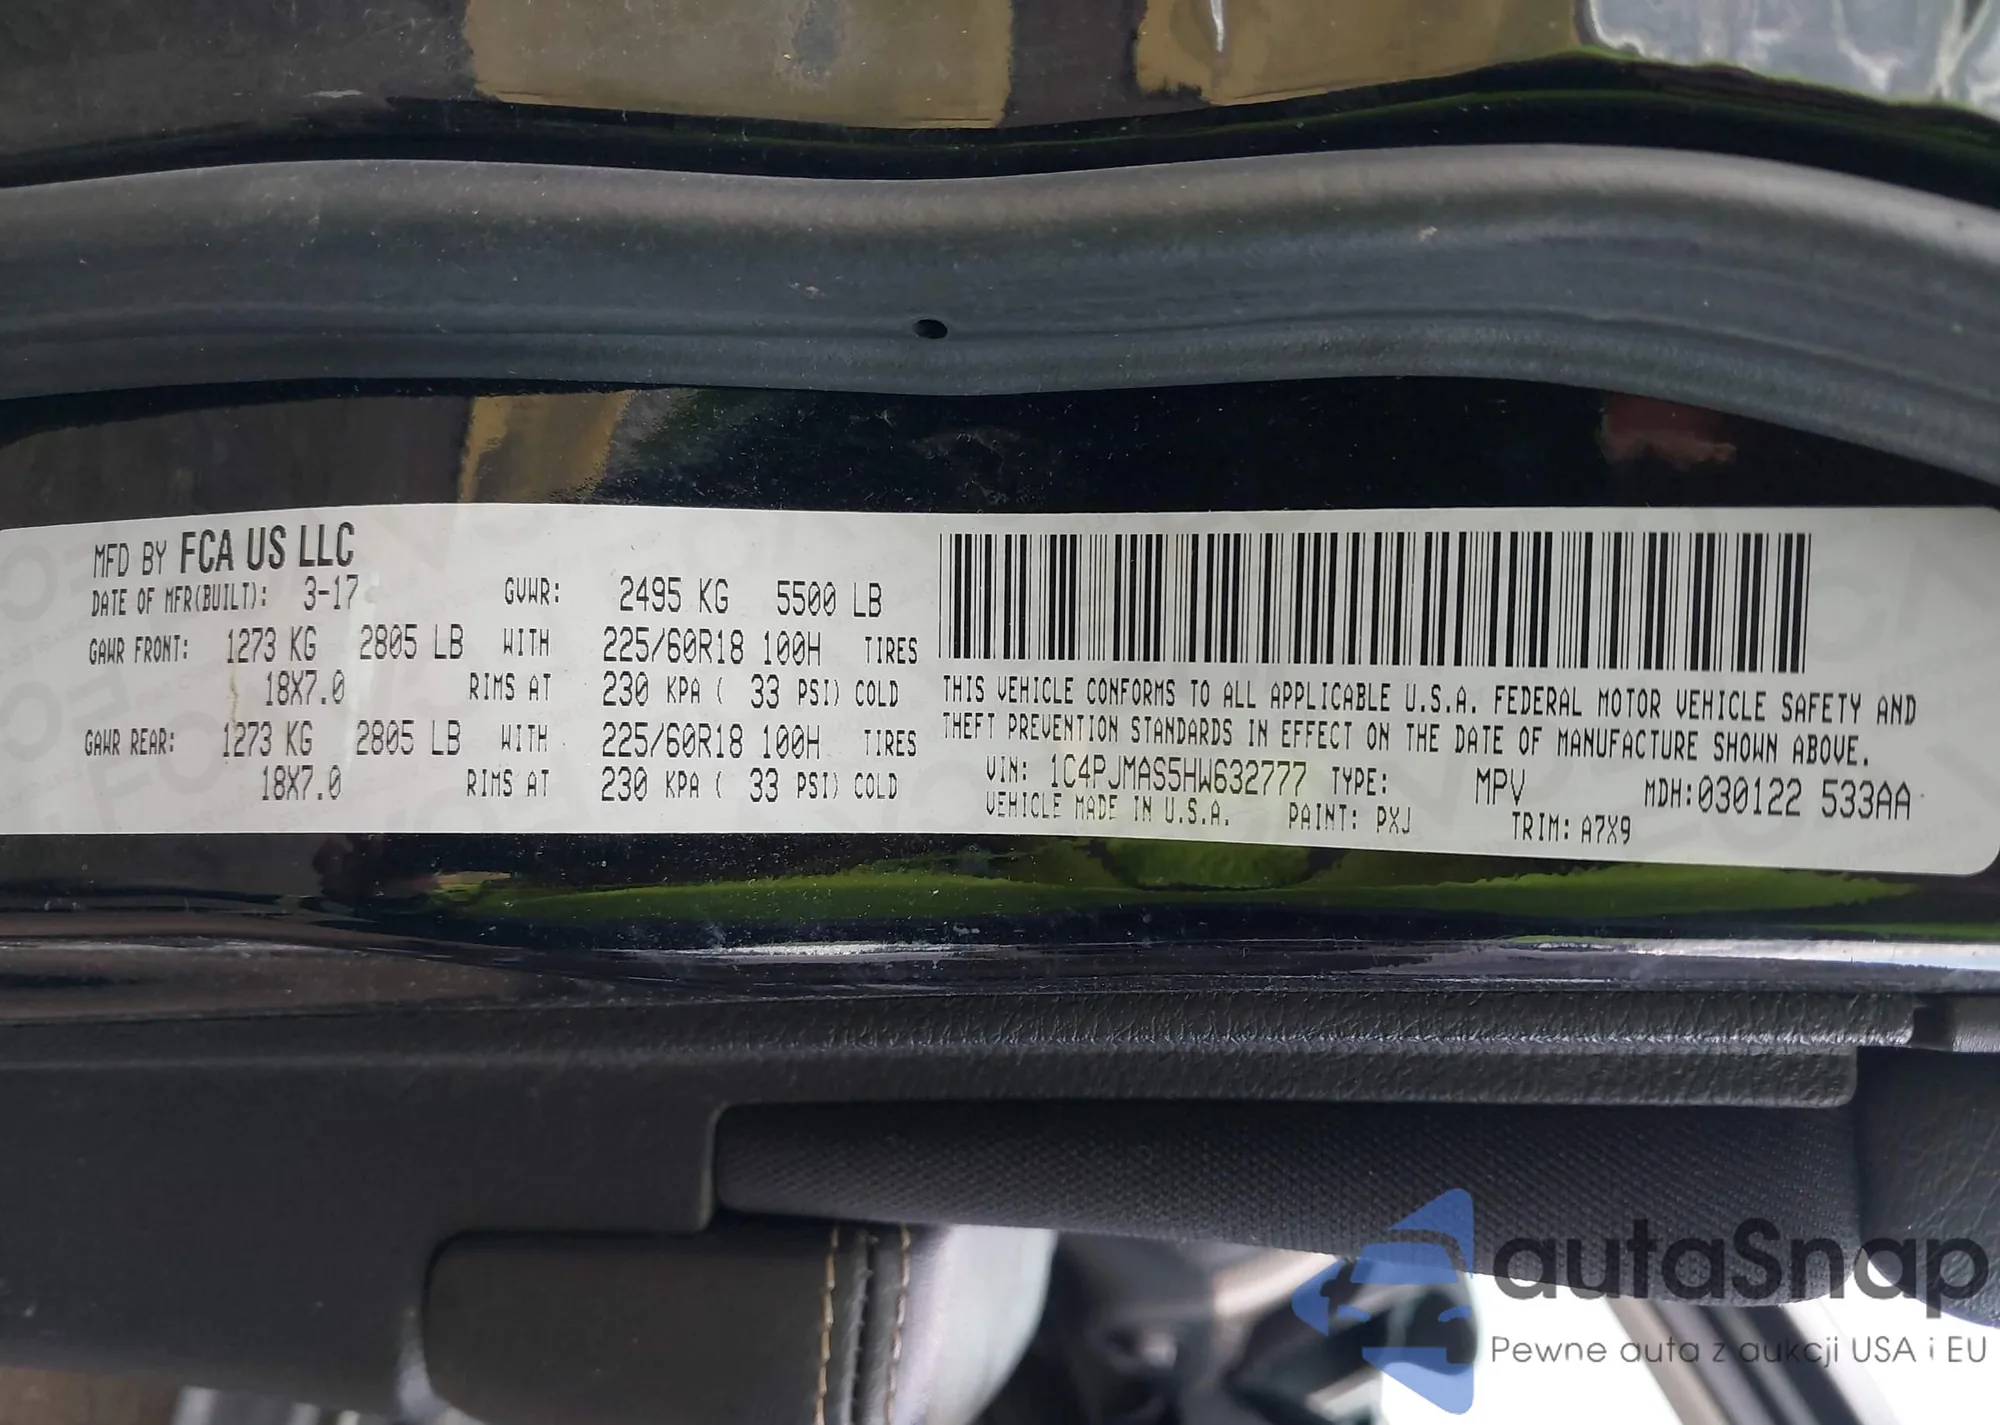 MFD BY FCA US LLC
DATE OF MFR(BUILT): 3-17 GVWR: 2495 KG 5500 LB
GAWR FRONT: 1273 KG 2805 LB WITH 225/60R18 100H TIRES
18X7.0 RIMS AT 230 KPA ( 33 PSI) COLD
GAWR REAR: 1273 KG 2805 LB WITH 225/60R18 100H TIRES
18X7.0 RIMS AT 230 KPA ( 33 PSI) COLD
THIS VEHICLE CONFORMS TO ALL APPLICABLE U.S.A. FEDERAL MOTOR VEHICLE SAFETY AND
THEFT PREVENTION STANDARDS IN EFFECT ON THE DATE OF MANUFACTURE SHOWN ABOVE.
VIN: 1C4PJMAS5HW632777 TYPE: MPV MDH:030122 533AA
VEHICLE MADE IN U.S.A. PAINT: PXJ TRIM: A7X9
autaSnap
Pewne auta z aukcji USA i EU